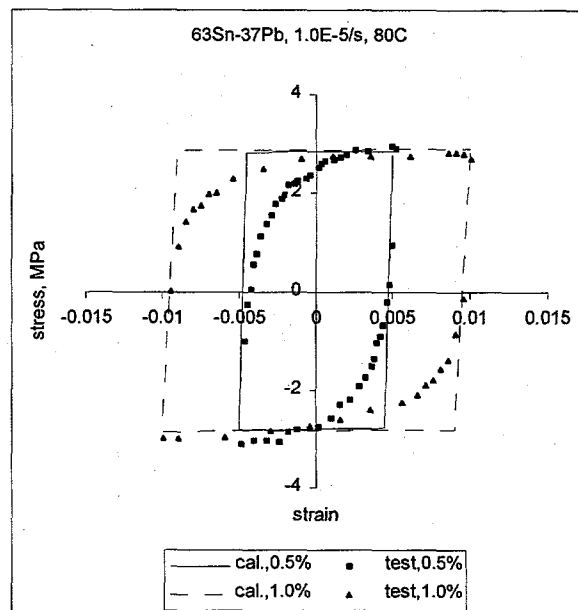 63Sn-37Pb, 1.0E-5/s, 80C
4
2
0
-0.015 -0.01 -0.005 0 0.005 0.010 0.015
-2
-4
stress, MPa
strain
cal.,0.5% test,0.5%
cal.,1.0% test,1.0%